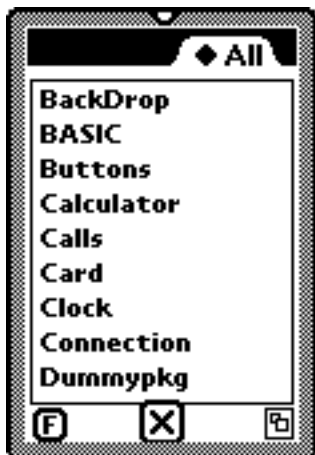 ◆ All
BackDrop
BASIC
Buttons
Calculator
Calls
Card
Clock
Connection
Dummypkg
F